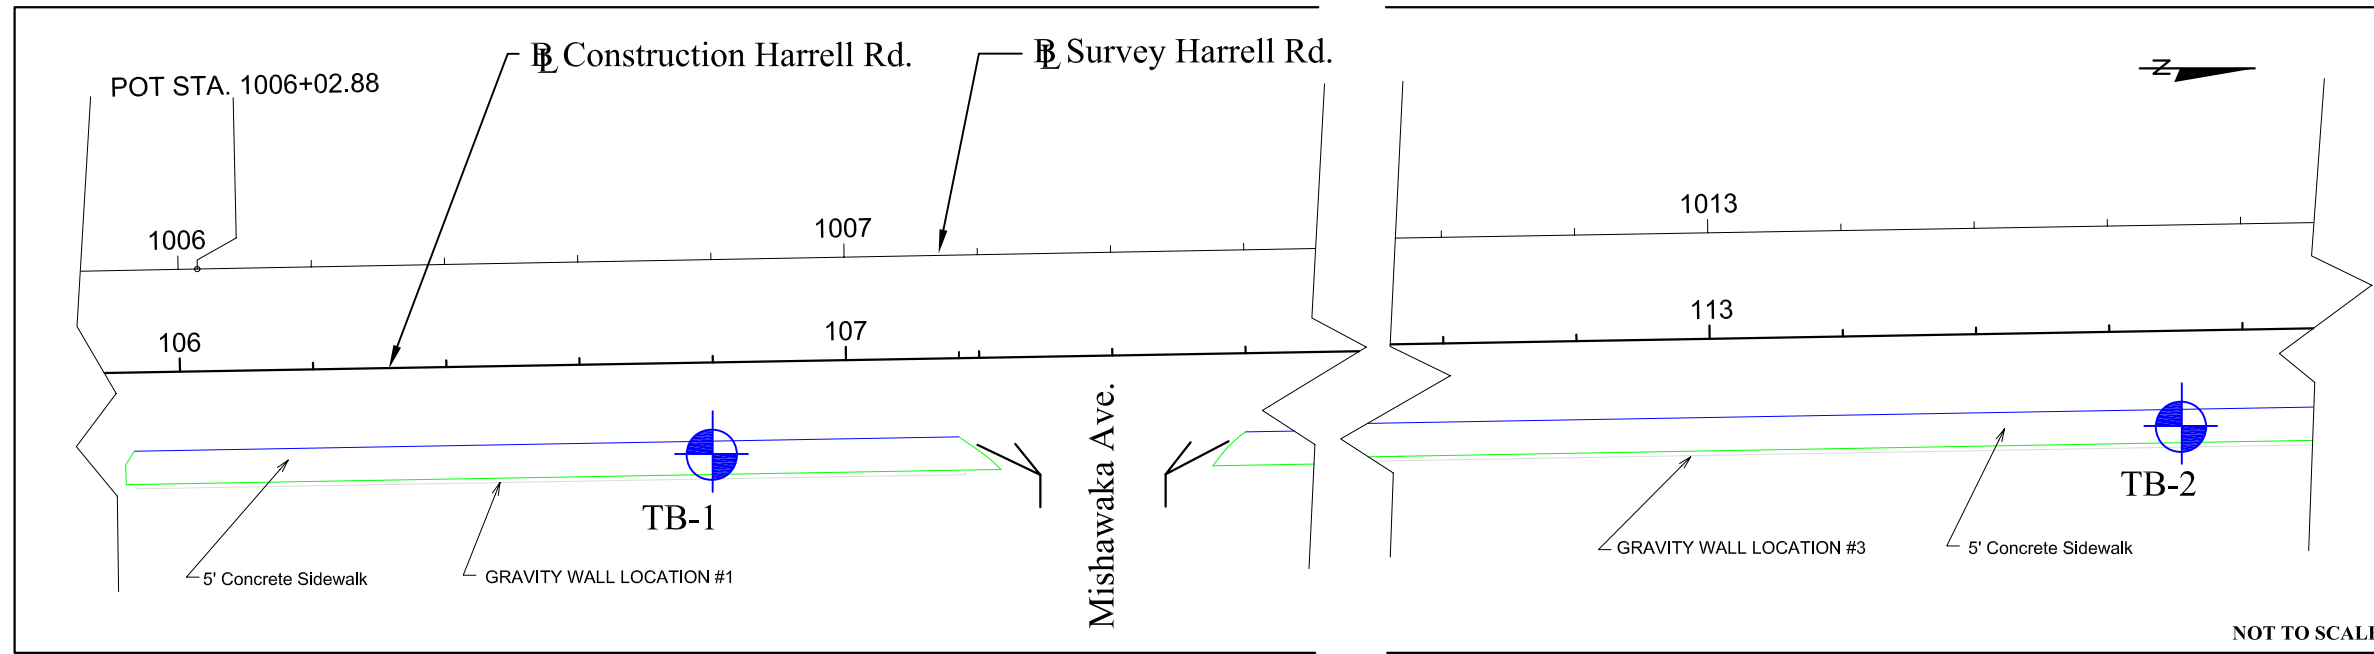 BL Construction Harrell Rd.
BL Survey Harrell Rd.
POT STA. 1006+02.88
N
1006
1007
1013
106
107
113
TB-1
Mishawaka Ave.
TB-2
5' Concrete Sidewalk
GRAVITY WALL LOCATION #1
GRAVITY WALL LOCATION #3
5' Concrete Sidewalk
NOT TO SCALE